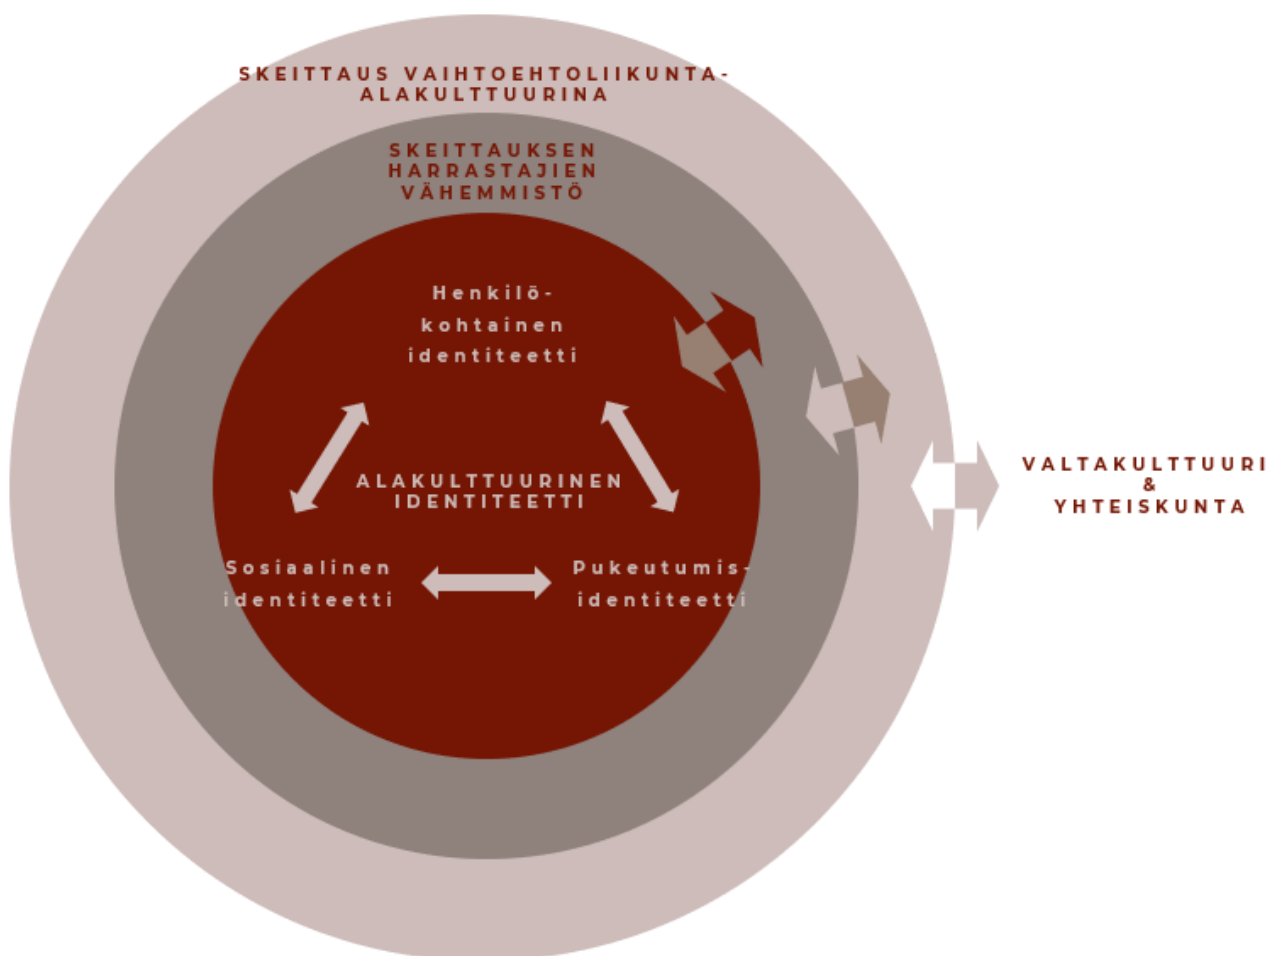 SKEITTAUS VAIHTOEHTOLIIKUNTA-
ALAKULTTUURINA
SKEITTAUKSEN
HARRASTAJIEN
VÄHEMMISTÖ
Henkilö-
kohtainen
identiteetti
ALAKULTTUURINEN
IDENTITEETTI
Sosiaalinen
identiteetti
Pukeutumis-
identiteetti
VALTAKULTTUURI
&
YHTEISKUNTA